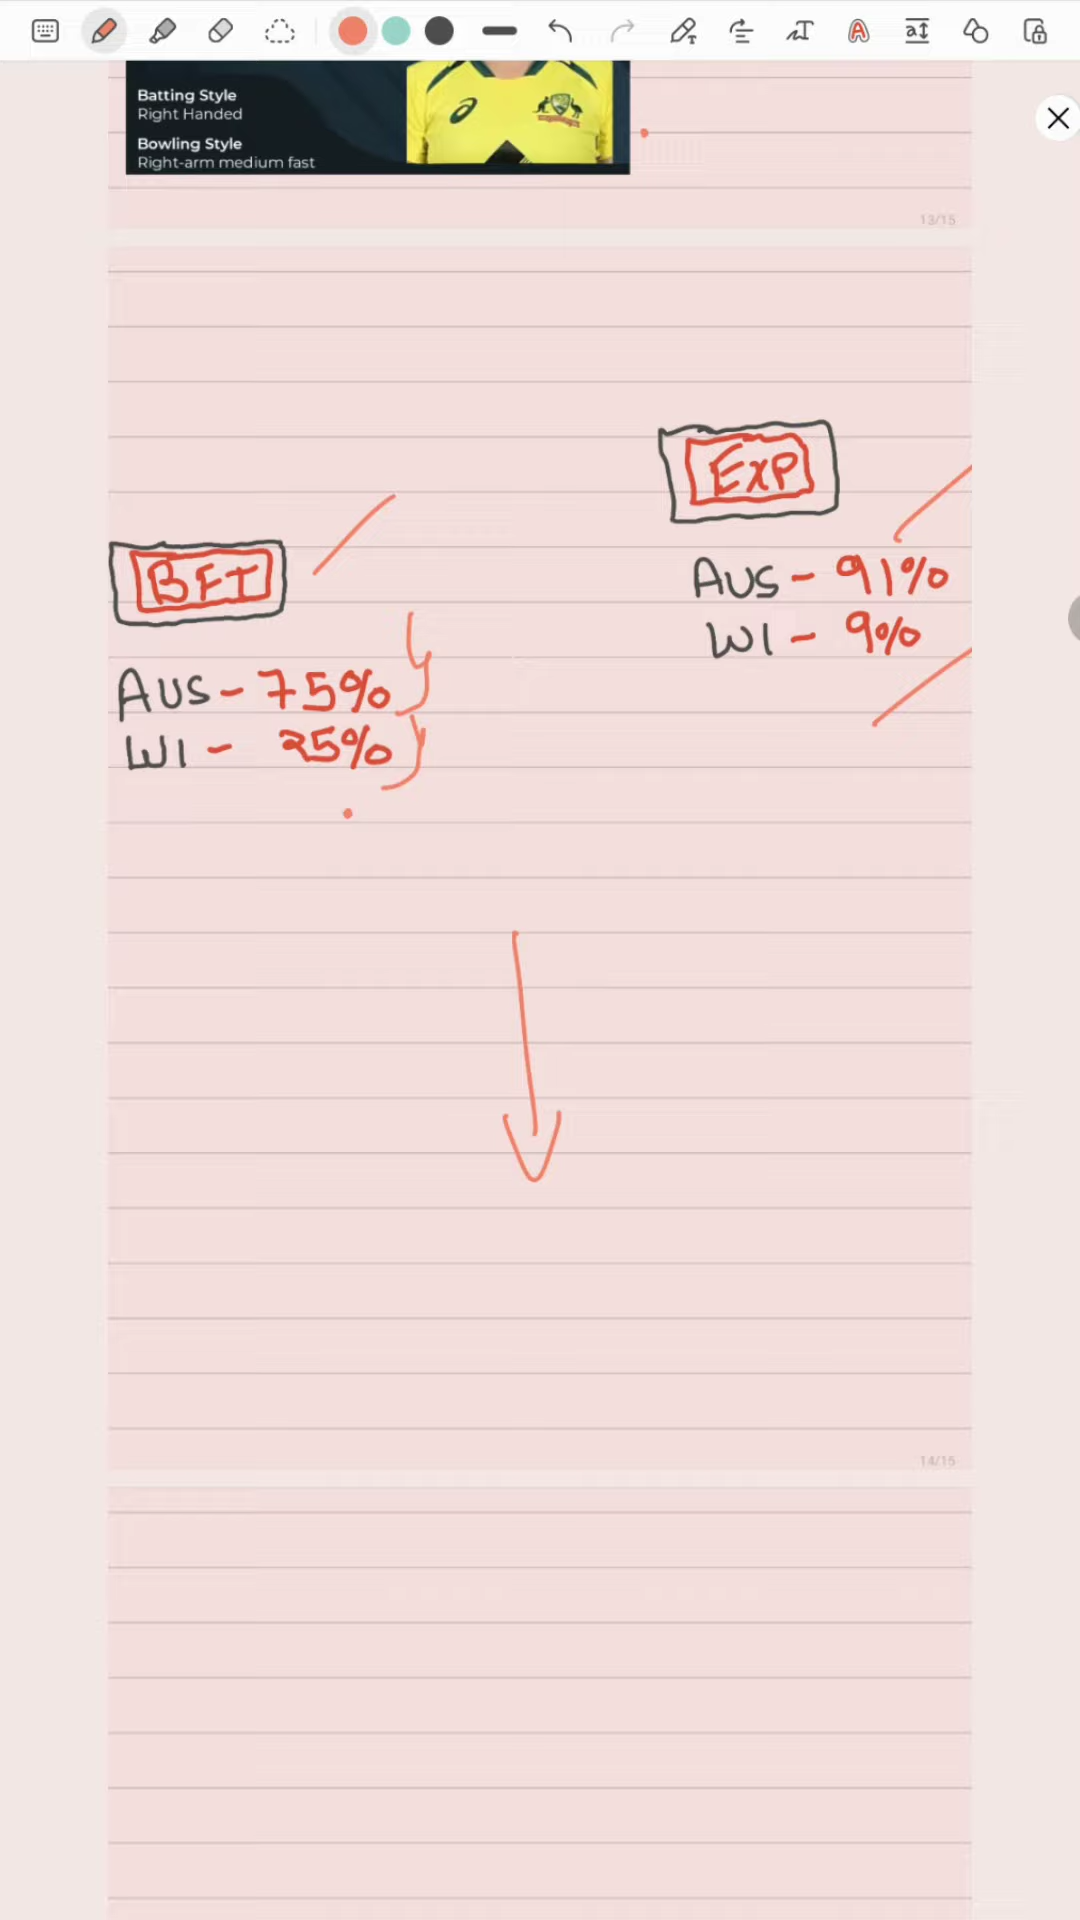 Batting Style
Right Handed
Bowling Style
Right-arm medium fast
13/15
EXP
AUS - 91%
WI - 9%
BFI
AUS - 75%
WI - 25%
14/15